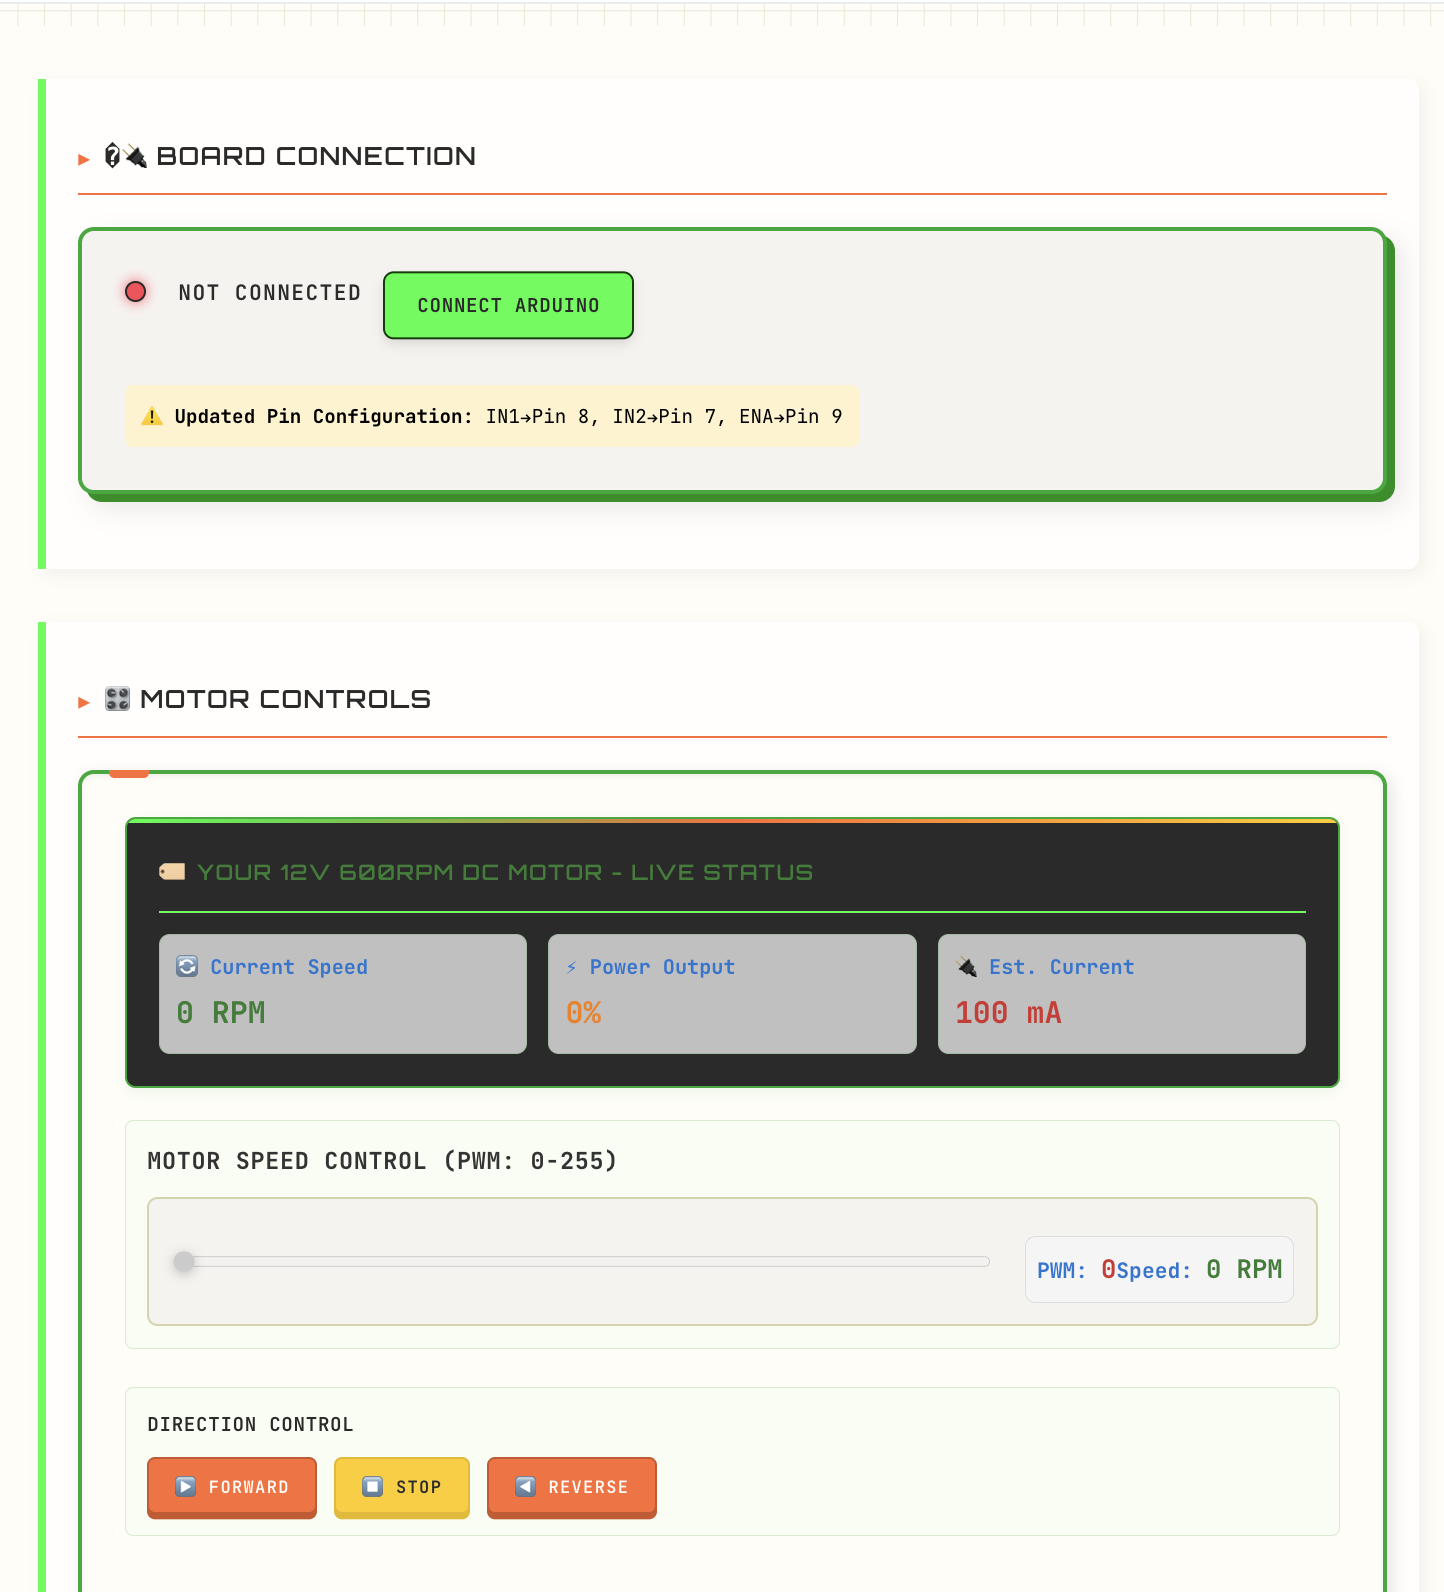 BOARD CONNECTION
NOT CONNECTED
CONNECT ARDUINO
Updated Pin Configuration: IN1→Pin 8, IN2→Pin 7, ENA→Pin 9
MOTOR CONTROLS
YOUR 12V 600RPM DC MOTOR - LIVE STATUS
Current Speed
0 RPM
Power Output
0%
Est. Current
100 mA
MOTOR SPEED CONTROL (PWM: 0-255)
PWM: 0Speed: 0 RPM
DIRECTION CONTROL
FORWARD
STOP
REVERSE